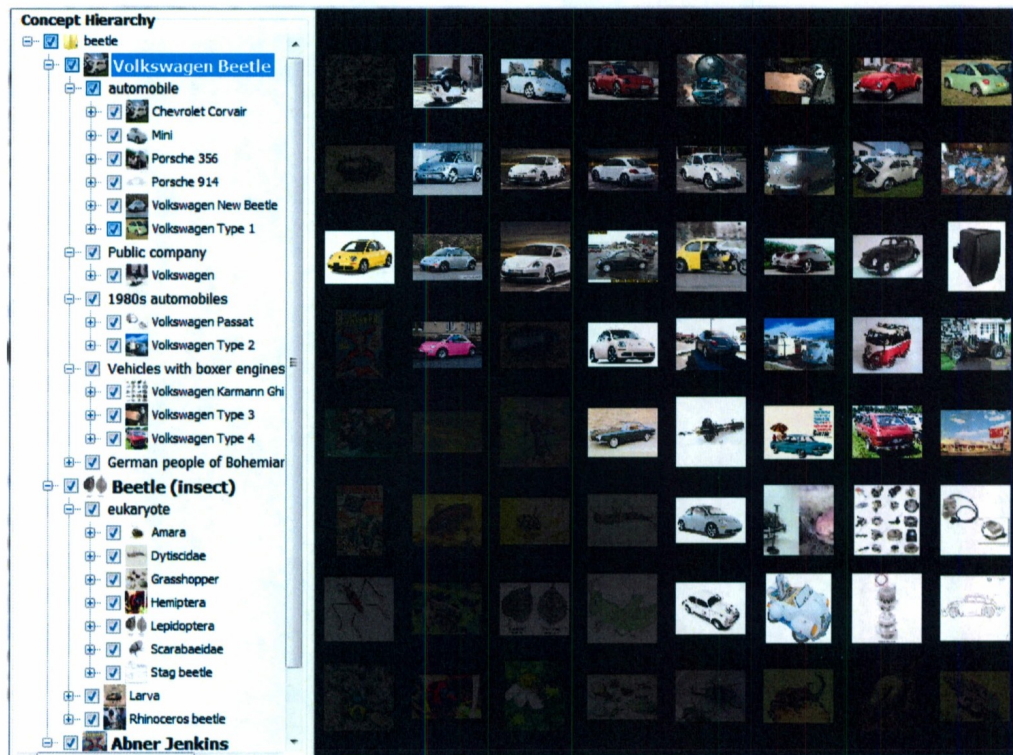 Concept Hierarchy
beetle
Volkswagen Beetle
automobile
Chevrolet Corvair
Mini
Porsche 356
Porsche 914
Volkswagen New Beetle
Volkswagen Type 1
Public company
Volkswagen
1980s automobiles
Volkswagen Passat
Volkswagen Type 2
Vehicles with boxer engines
Volkswagen Karmann Ghi
Volkswagen Type 3
Volkswagen Type 4
German people of Bohemian
Beetle (insect)
eukaryote
Amara
Dytiscidae
Grasshopper
Hemiptera
Lepidoptera
Scarabaeidae
Stag beetle
Larva
Rhinoceros beetle
Abner Jenkins